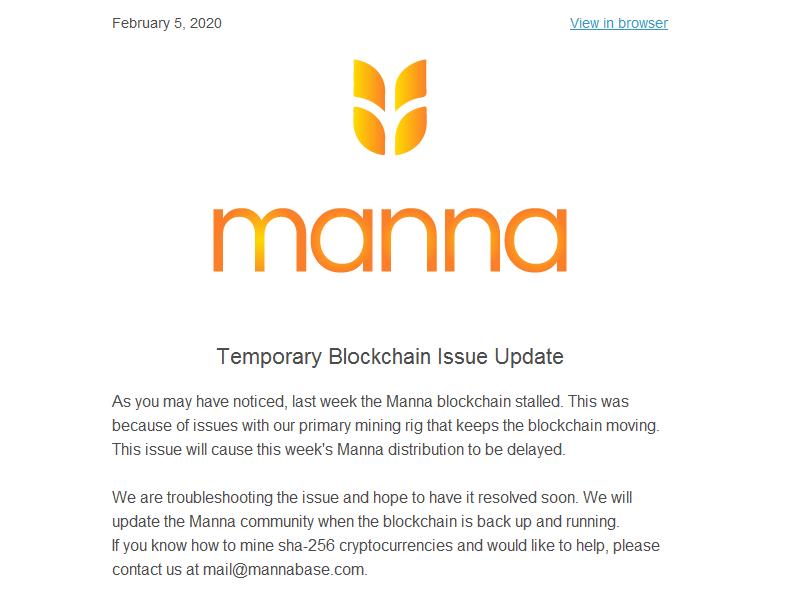 February 5, 2020
View in browser
manna
Temporary Blockchain Issue Update
As you may have noticed, last week the Manna blockchain stalled. This was
because of issues with our primary mining rig that keeps the blockchain moving.
This issue will cause this week's Manna distribution to be delayed.
We are troubleshooting the issue and hope to have it resolved soon. We will
update the Manna community when the blockchain is back up and running.
If you know how to mine sha-256 cryptocurrencies and would like to help, please
contact us at mail@mannabase.com.